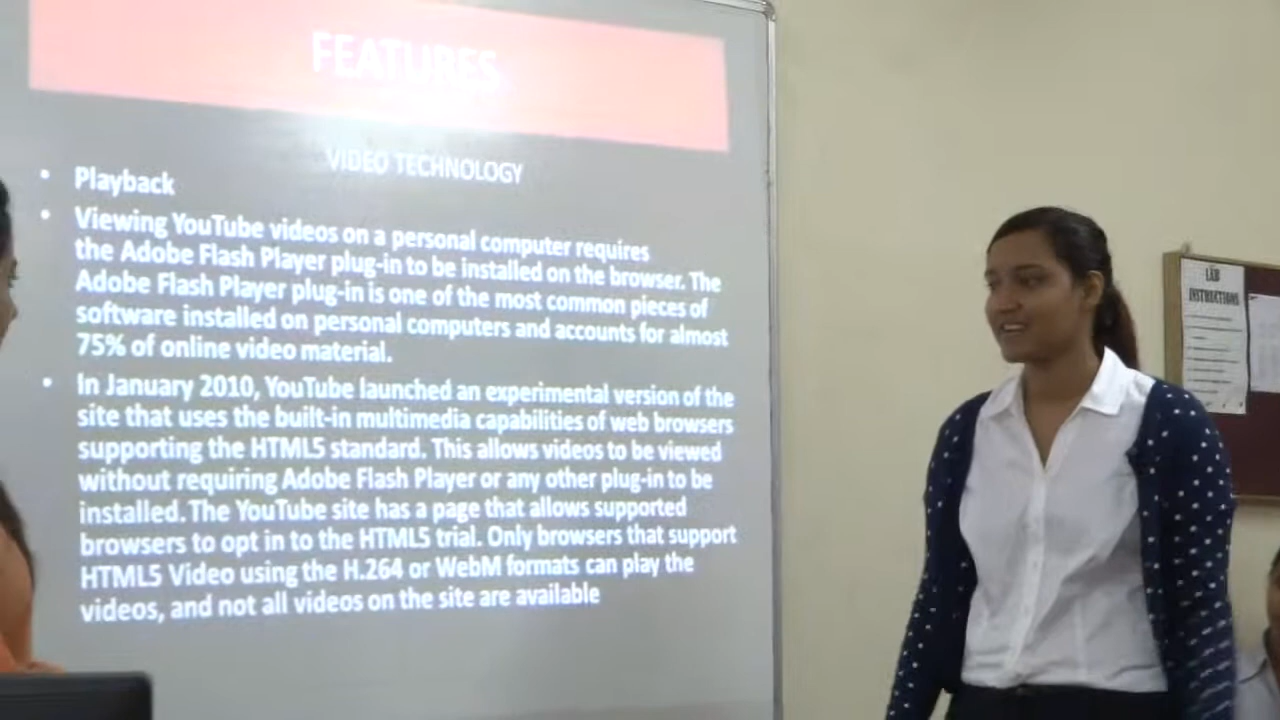 FEATURES
VIDEO TECHNOLOGY
• Playback
• Viewing YouTube videos on a personal computer requires
the Adobe Flash Player plug-in to be installed on the browser. The
Adobe Flash Player plug-in is one of the most common pieces of
software installed on personal computers and accounts for almost
75% of online video material.
• In January 2010, YouTube launched an experimental version of the
site that uses the built-in multimedia capabilities of web browsers
supporting the HTML5 standard. This allows videos to be viewed
without requiring Adobe Flash Player or any other plug-in to be
installed. The YouTube site has a page that allows supported
browsers to opt in to the HTML5 trial. Only browsers that support
HTML5 Video using the H.264 or WebM formats can play the
videos, and not all videos on the site are available
LAB
INSTRUCTIONS